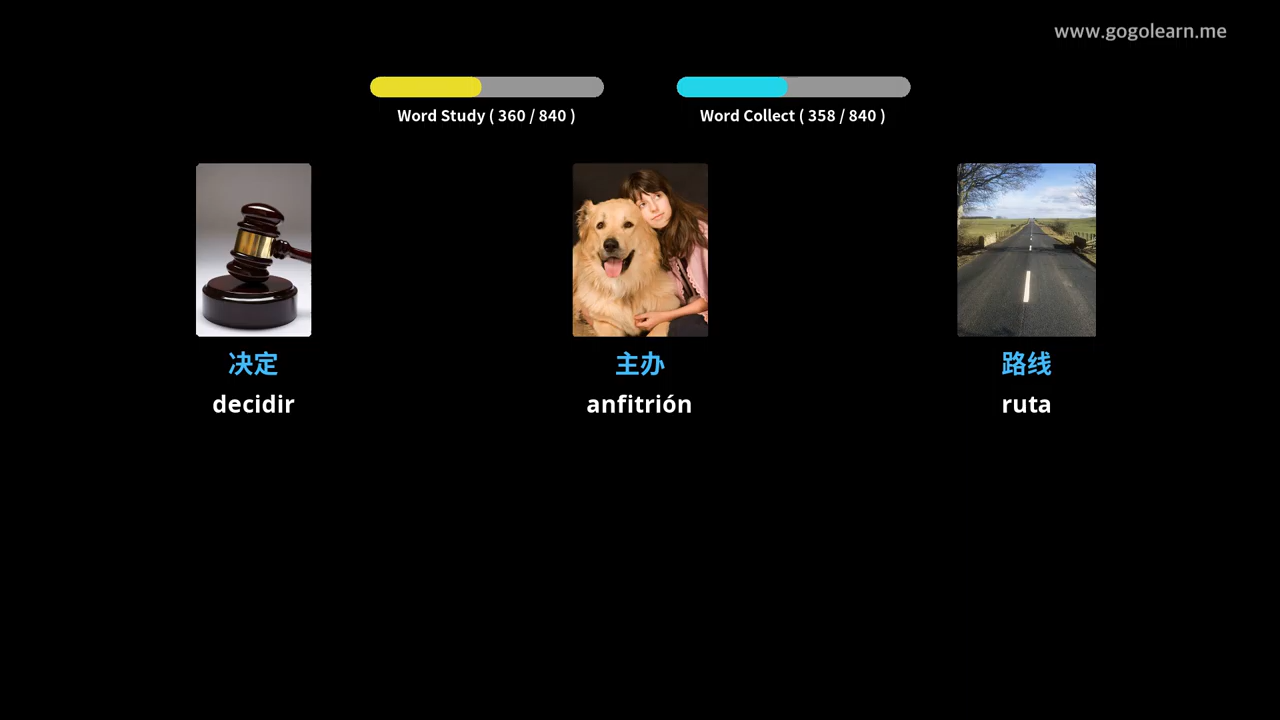 www.gogolearn.me
Word Study ( 360 / 840 )
Word Collect ( 358 / 840 )
决定
主办
路线
decidir
anfitrión
ruta